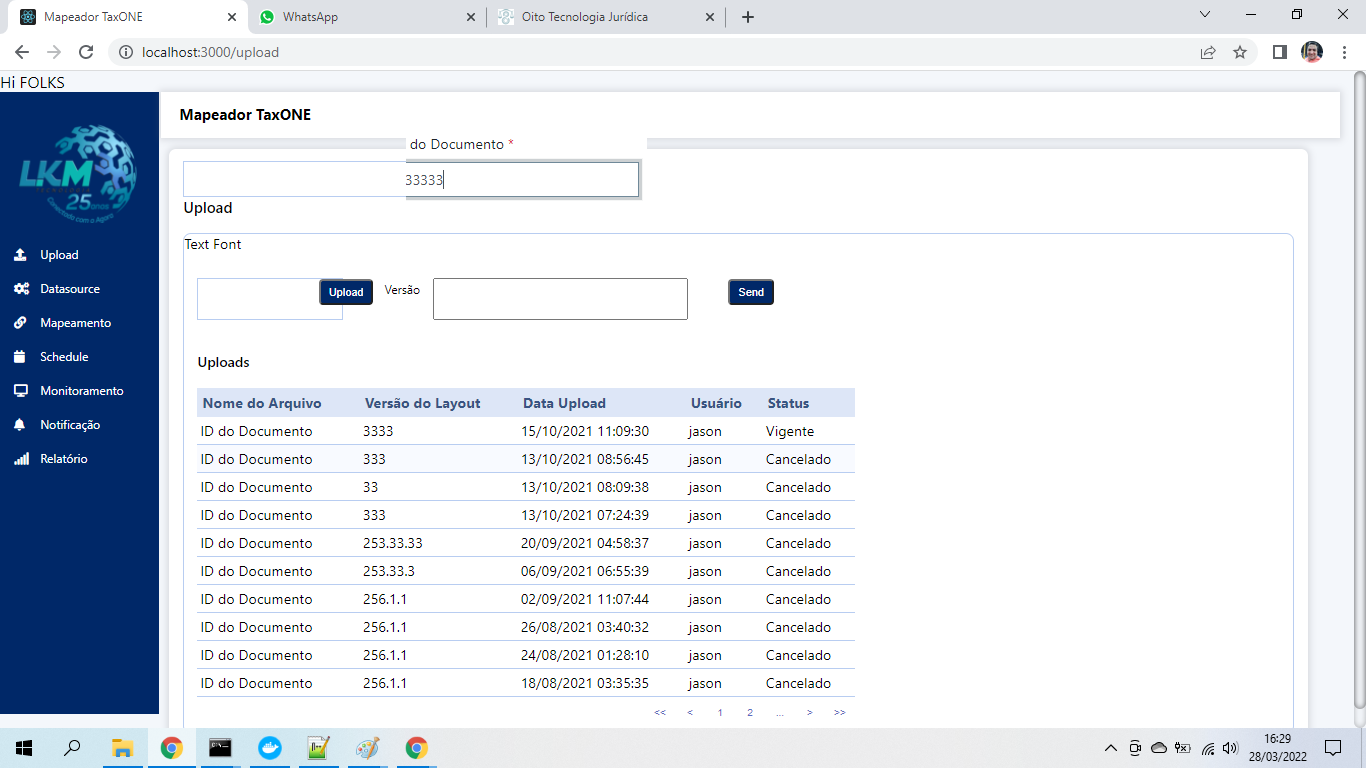 Mapeador TaxONE
WhatsApp
Oito Tecnologia Jurídica
localhost:3000/upload
Hi FOLKS
LKM
25 anos
Conectado com o Agora
Mapeador TaxONE
do Documento *
33333
Upload
Text Font
Upload Versão Send
Upload
Datasource
Mapeamento
Schedule
Monitoramento
Notificação
Relatório
Uploads
Nome do Arquivo Versão do Layout Data Upload Usuário Status
ID do Documento 3333 15/10/2021 11:09:30 jason Vigente
ID do Documento 333 13/10/2021 08:56:45 jason Cancelado
ID do Documento 33 13/10/2021 08:09:38 jason Cancelado
ID do Documento 333 13/10/2021 07:24:39 jason Cancelado
ID do Documento 253.33.33 20/09/2021 04:58:37 jason Cancelado
ID do Documento 253.33.3 06/09/2021 06:55:39 jason Cancelado
ID do Documento 256.1.1 02/09/2021 11:07:44 jason Cancelado
ID do Documento 256.1.1 26/08/2021 03:40:32 jason Cancelado
ID do Documento 256.1.1 24/08/2021 01:28:10 jason Cancelado
ID do Documento 256.1.1 18/08/2021 03:35:35 jason Cancelado
<< < 1 2 ... > >>
16:29
28/03/2022